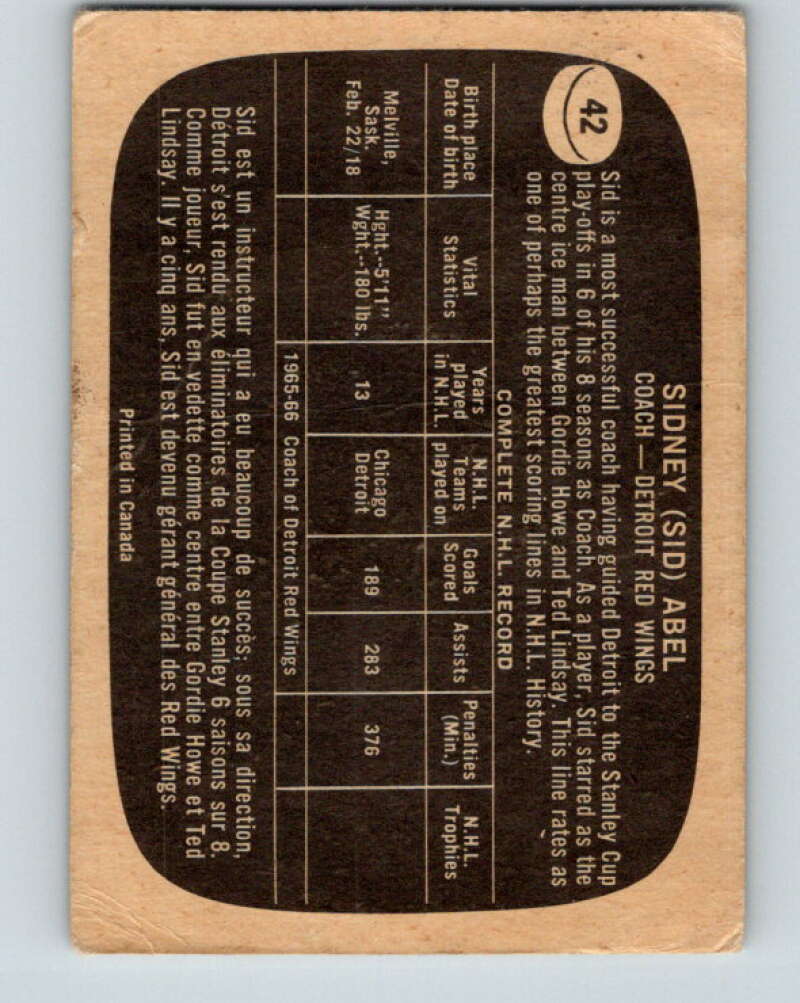 42
SIDNEY (SID) ABEL
COACH — DETROIT RED WINGS
Sid is a most successful coach having guided Detroit to the Stanley Cup
play-offs in 6 of his 8 seasons as Coach. As a player, Sid starred as the
centre ice man between Gordie Howe and Ted Lindsay. This line rates as
one of perhaps the greatest scoring lines in N.H.L. History.
COMPLETE N.H.L. RECORD
Birth place Vital Years N.H.L. Goals Assists Penalties N.H.L.
Date of birth Statistics played Teams Scored (Min.) Trophies
in N.H.L. played on
Melville, Hght.--5'11" 13 Chicago 189 283 376
Sask. Wght.--180 lbs. Detroit
Feb. 22/18
1965-66 Coach of Detroit Red Wings
Sid est un instructeur qui a eu beaucoup de succès; sous sa direction,
Détroit s'est rendu aux éliminatoires de la Coupe Stanley 6 saisons sur 8.
Comme joueur, Sid fut en vedette comme centre entre Gordie Howe et Ted
Lindsay. Il y a cinq ans, Sid est devenu gérant général des Red Wings.
Printed in Canada